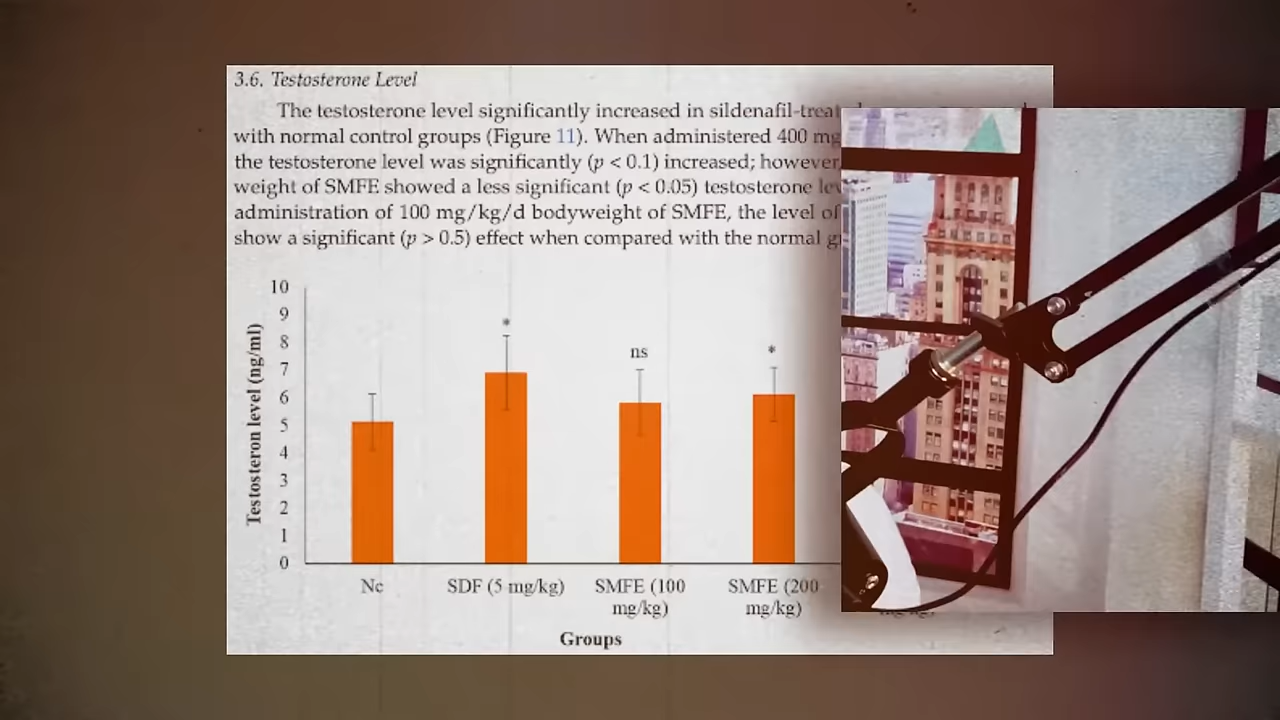 3.6. Testosterone Level
The testosterone level significantly increased in sildenafil-treat
with normal control groups (Figure 11). When administered 400 mg
the testosterone level was significantly (p < 0.1) increased; however,
weight of SMFE showed a less significant (p < 0.05) testosterone lev
administration of 100 mg/kg/d bodyweight of SMFE, the level of
show a significant (p > 0.5) effect when compared with the normal g
10
9
8
7
6
5
4
3
2
1
0
Testosteron level (ng/ml)
*
ns
*
Nc
SDF (5 mg/kg)
SMFE (100
mg/kg)
SMFE (200
mg/kg)
Groups